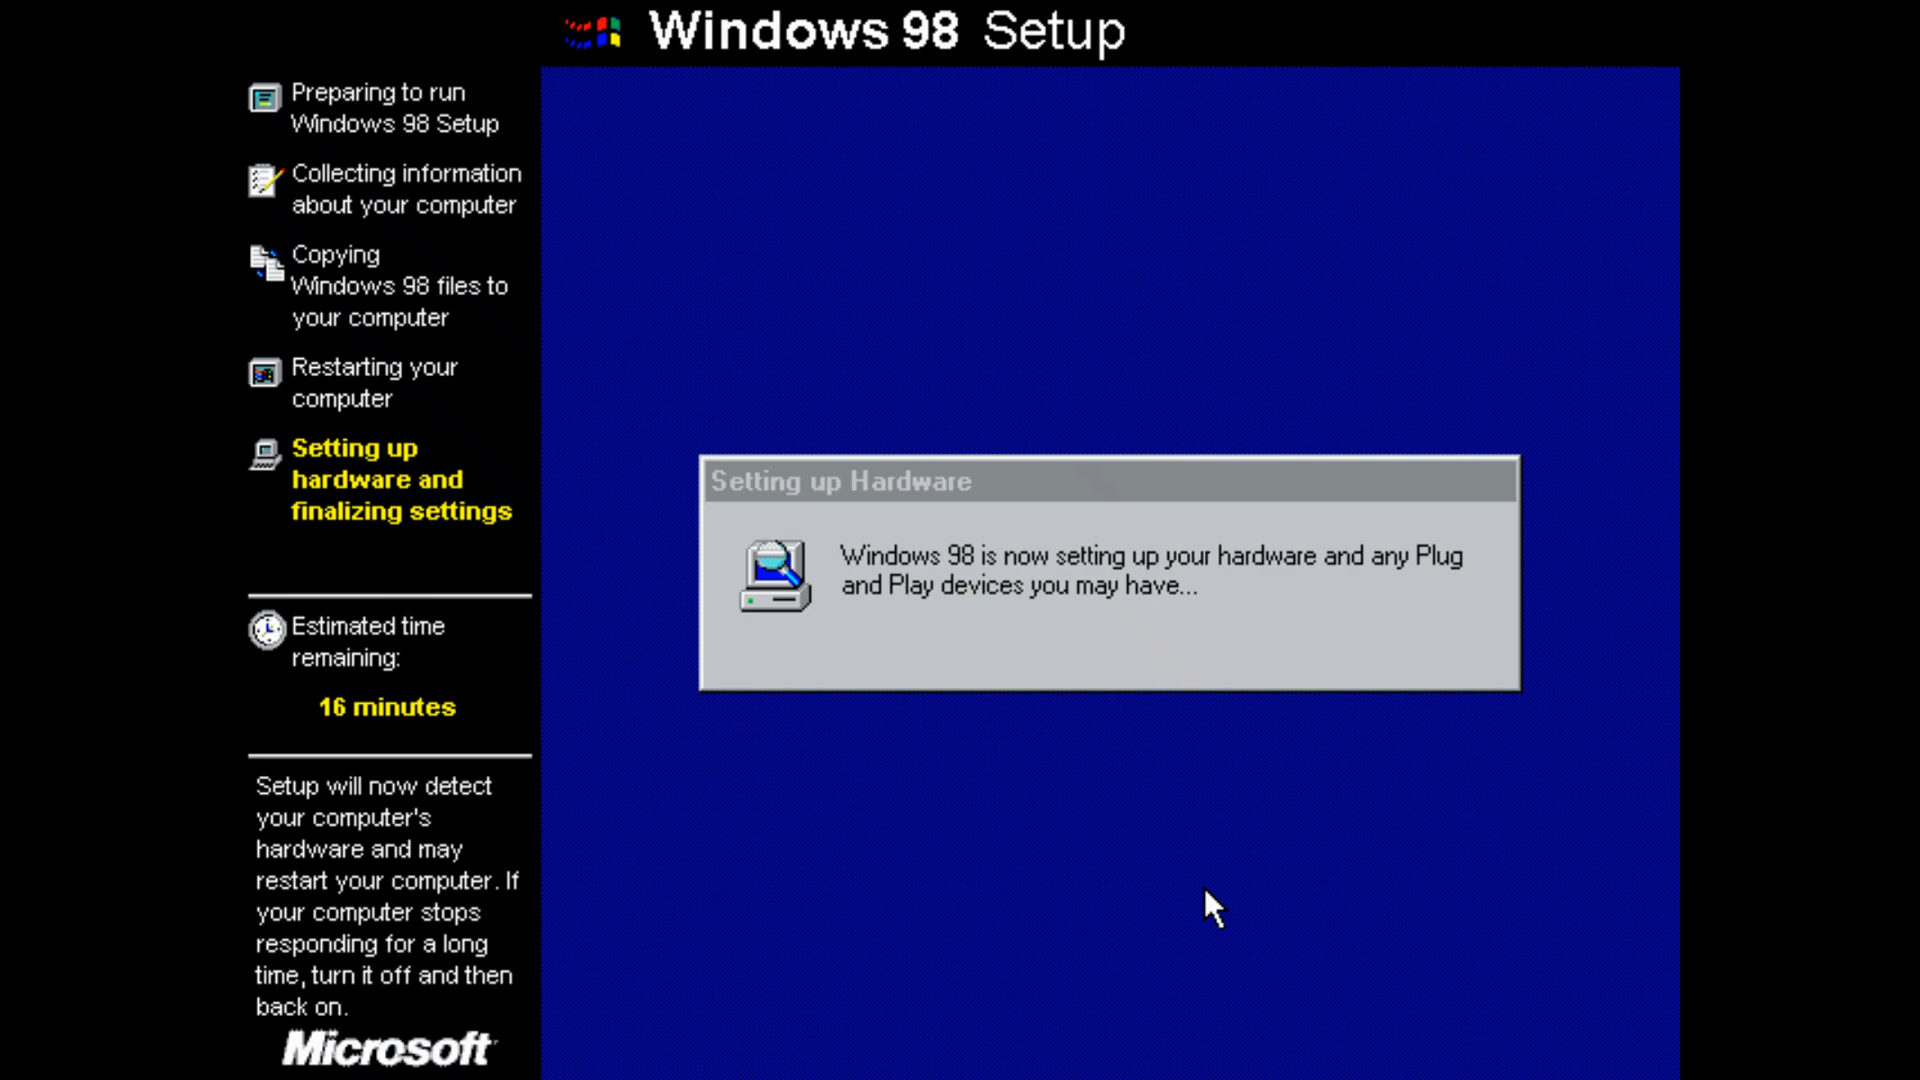 Windows 98 Setup
Preparing to run
Windows 98 Setup
Collecting information
about your computer
Copying
Windows 98 files to
your computer
Restarting your
computer
Setting up
hardware and
finalizing settings
Estimated time
remaining:
16 minutes
Setup will now detect
your computer's
hardware and may
restart your computer. If
your computer stops
responding for a long
time, turn it off and then
back on.
Microsoft
Setting up Hardware
Windows 98 is now setting up your hardware and any Plug
and Play devices you may have...